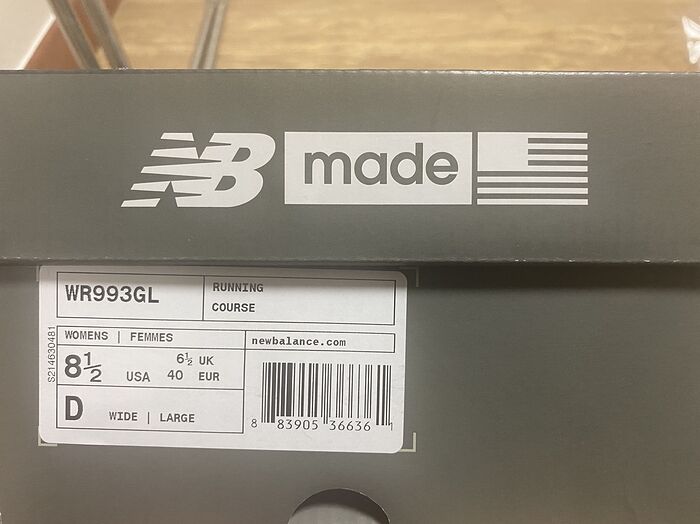 NB made
WR993GL
RUNNING
COURSE
WOMENS | FEMMES
newbalance.com
8½ USA
6½ UK
40 EUR
D WIDE | LARGE
S214630481
8 83905 36636 1